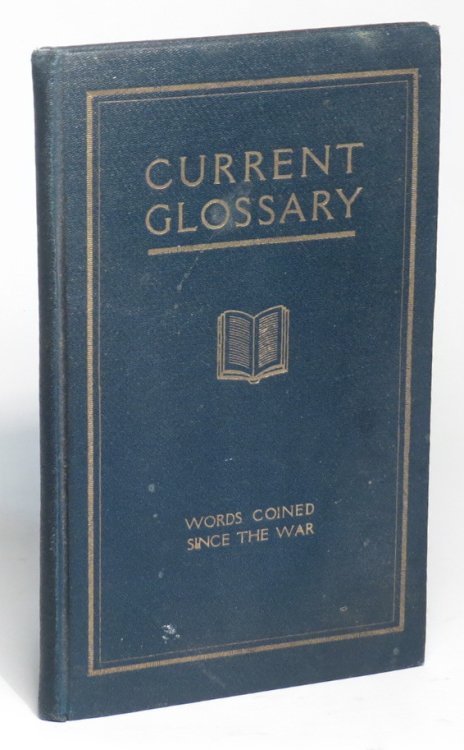 CURRENT
GLOSSARY
WORDS COINED
SINCE THE WAR